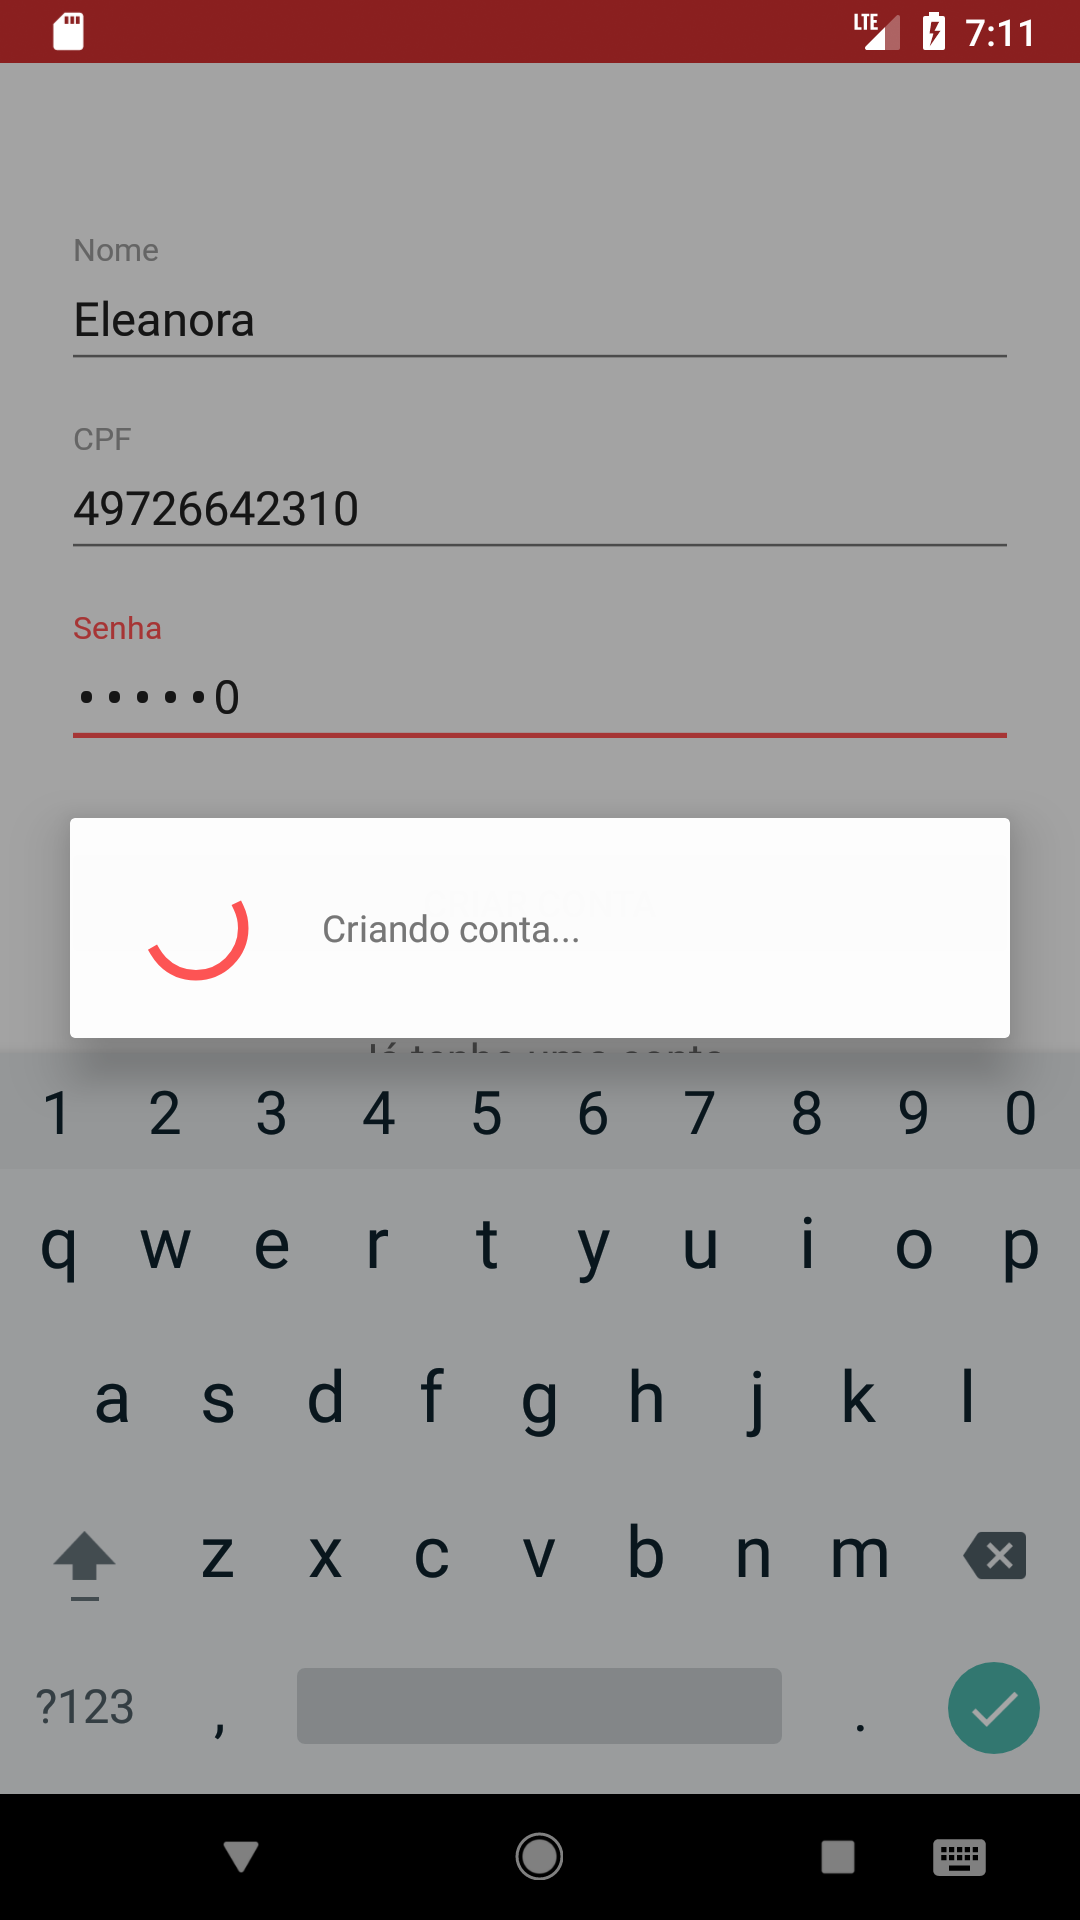 LTE 7:11
Nome
Eleanora
CPF
49726642310
Senha
•••••0
Criando conta...
1 2 3 4 5 6 7 8 9 0
q w e r t y u i o p
a s d f g h j k l
z x c v b n m
?123 , .